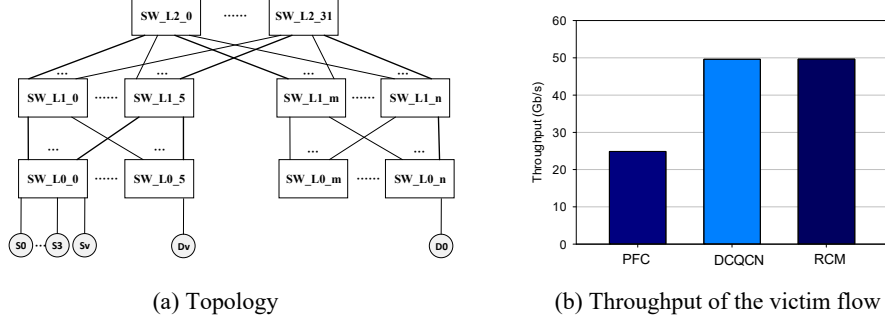 SW_L2_0 ...... SW_L2_31
... ... ... ...
SW_L1_0 ...... SW_L1_5 SW_L1_m ...... SW_L1_n
... ... ... ...
SW_L0_0 ...... SW_L0_5 SW_L0_m ...... SW_L0_n
S0 ... S3 Sv Dv D0
(a) Topology
Throughput (Gb/s)
60
50
40
30
20
10
0
PFC DCQCN RCM
(b) Throughput of the victim flow